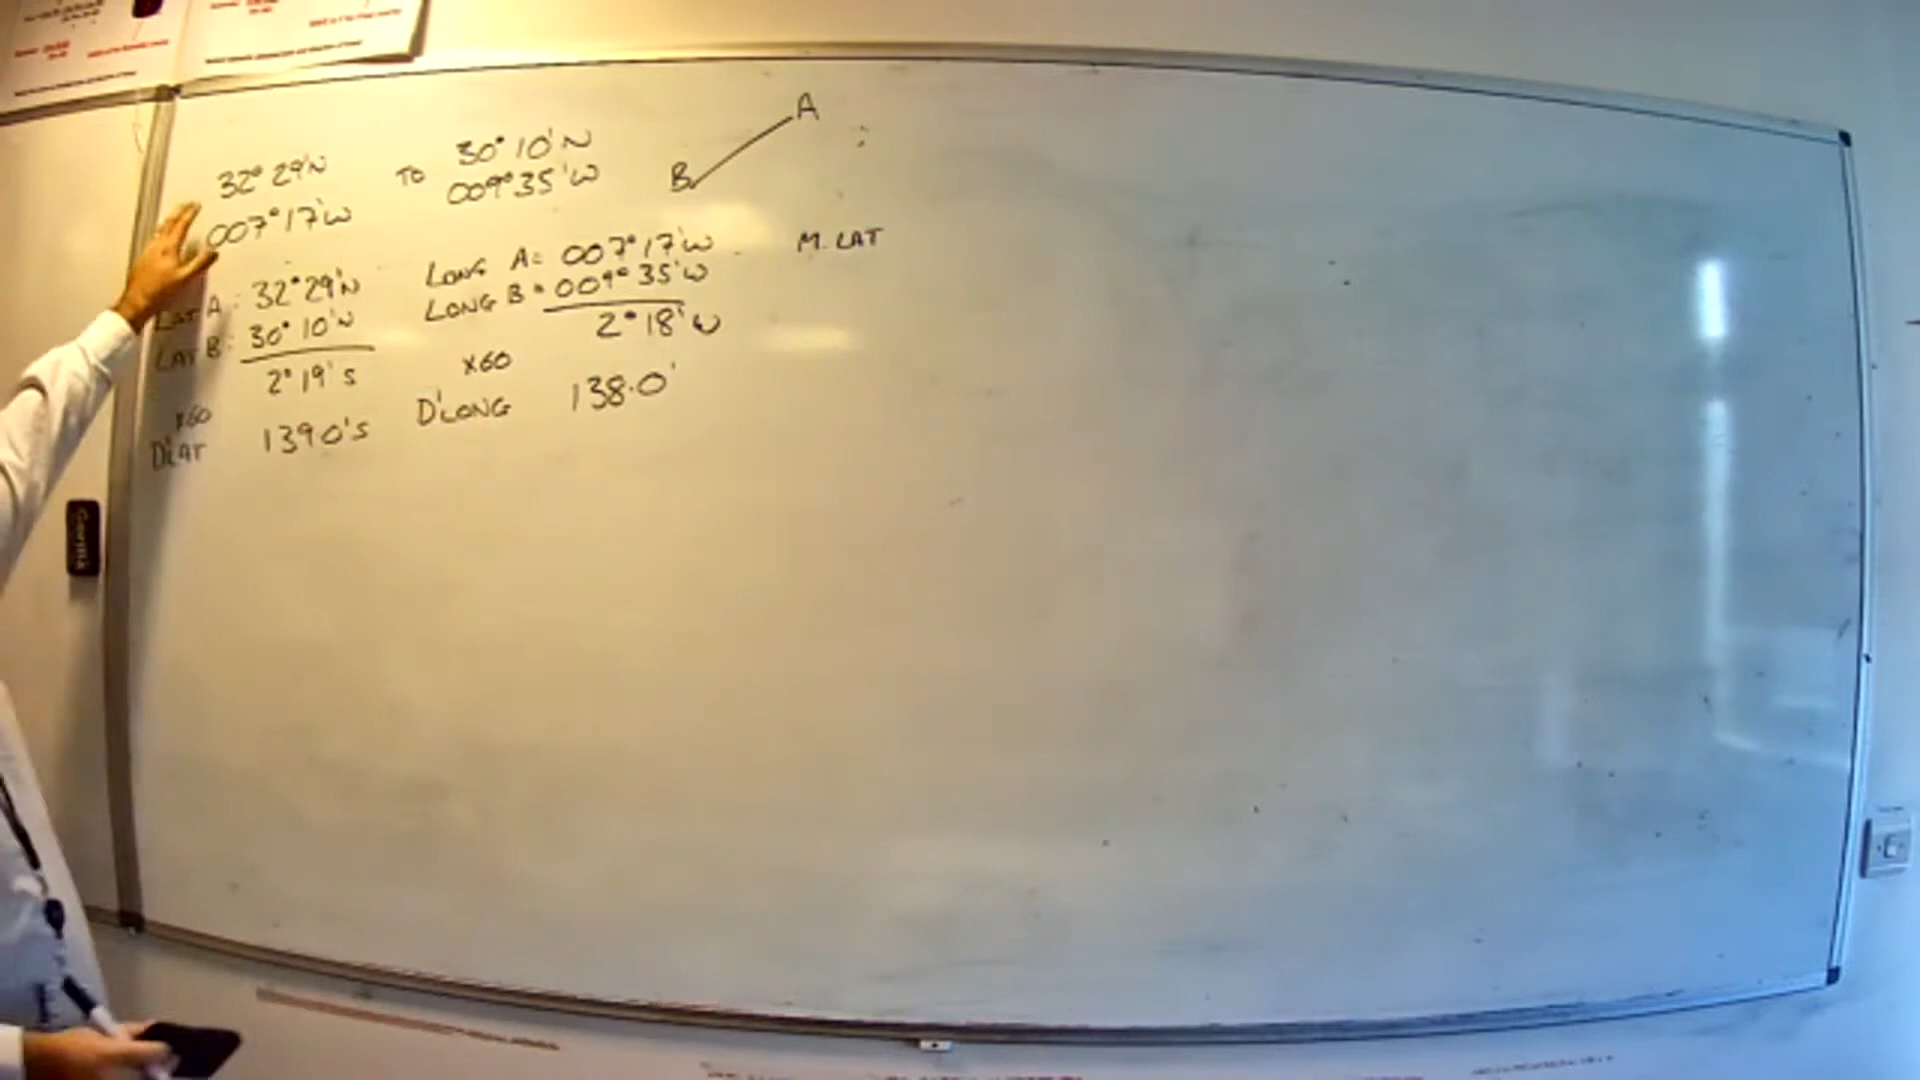 32° 29'N TO 30° 10'N
007° 17'W 009° 35'W
A
B
LAT A: 32° 29'N
LAT B: 30° 10'N
2° 19' S
x60
D'LAT 139.0'S
LONG A= 007° 17'W
LONG B= 009° 35'W
2° 18' W
x60
D'LONG 138.0'
M. LAT